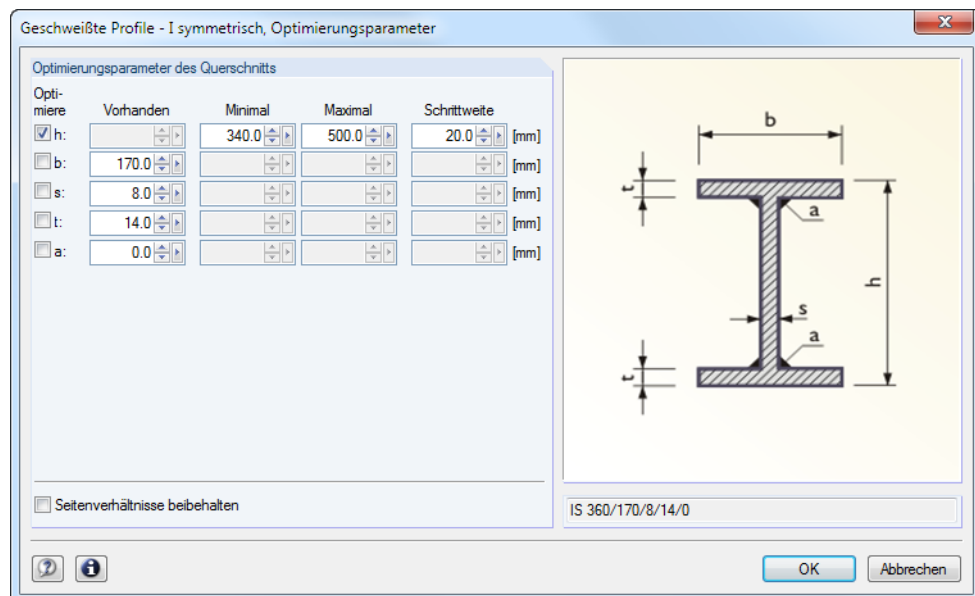 Geschweißte Profile - I symmetrisch, Optimierungsparameter
Optimierungsparameter des Querschnitts
Opti-
miere Vorhanden Minimal Maximal Schrittweite
h: 340.0 500.0 20.0 [mm]
b: 170.0 [mm]
s: 8.0 [mm]
t: 14.0 [mm]
a: 0.0 [mm]
Seitenverhältnisse beibehalten
b
t
a
h
s
a
t
IS 360/170/8/14/0
OK Abbrechen